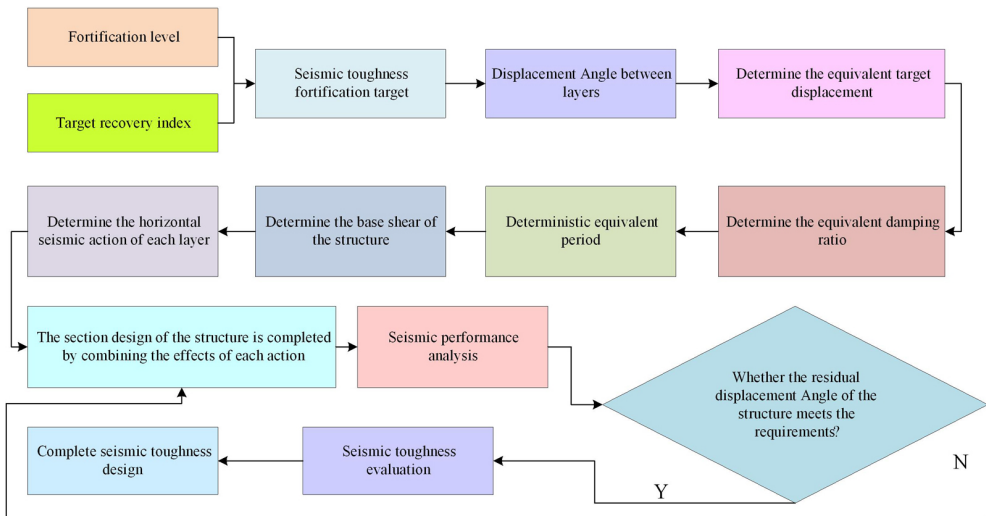 Fortification level
Target recovery index
Seismic toughness
fortification target
Displacement Angle between
layers
Determine the equivalent target
displacement
Determine the equivalent damping
ratio
Deterministic equivalent
period
Determine the base shear of
the structure
Determine the horizontal
seismic action of each layer
The section design of the structure is completed
by combining the effects of each action
Seismic performance
analysis
Whether the residual
displacement Angle of the
structure meets the
requirements?
N
Y
Seismic toughness
evaluation
Complete seismic toughness
design